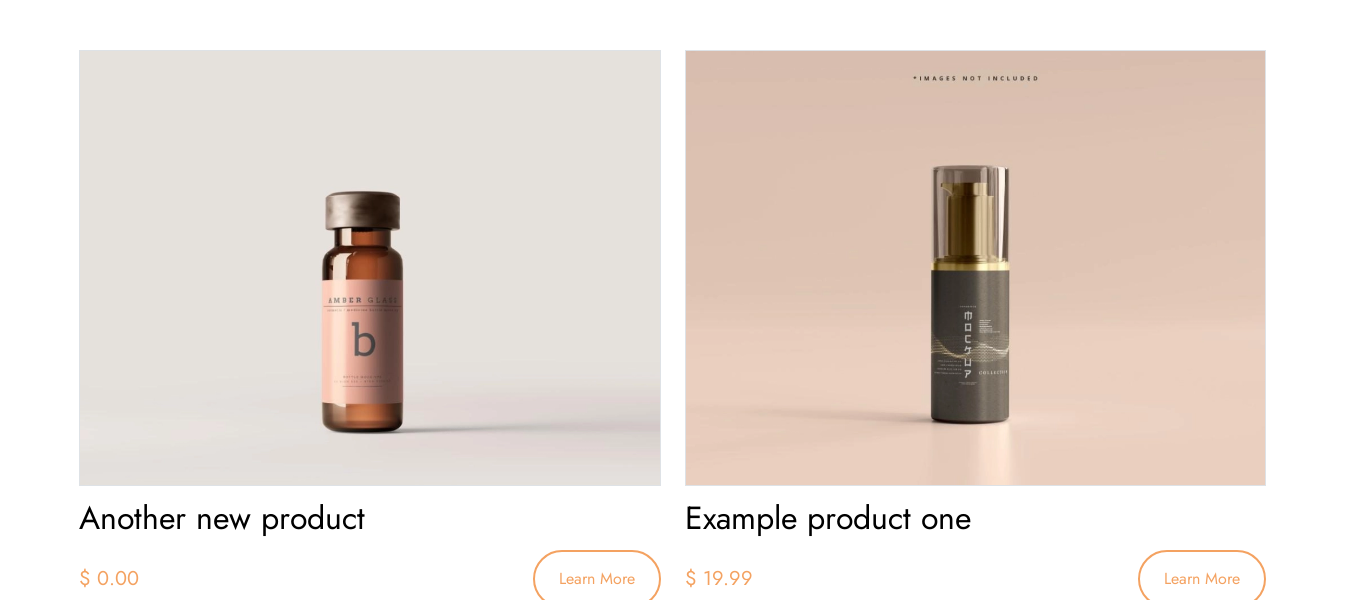 *IMAGES NOT INCLUDED
AMBER GLASS
b
MOCKUP
COLLECTION
Another new product
Example product one
$ 0.00
Learn More
$ 19.99
Learn More